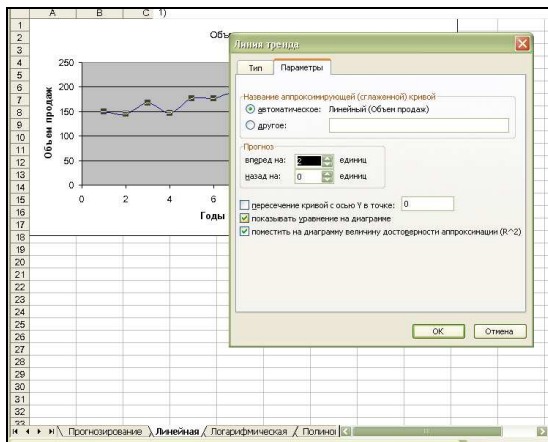 A B C 1)
1
2
3
4
5
6
7
8
9
10
11
12
13
14
15
16
17
18
19
20
21
22
23
24
25
26
27
28
29
30
31
32
33
Объе
Объем продаж
250
200
150
100
50
0
0 2 4 6
Годы
Линия тренда
Тип Параметры
Название аппроксимирующей (сглаженной) кривой
автоматическое: Линейный (Объем продаж)
другое:
Прогноз
вперед на: 2 единиц
назад на: 0 единиц
пересечение кривой с осью Y в точке: 0
показывать уравнение на диаграмме
поместить на диаграмму величину достоверности аппроксимации (R^2)
ОК Отмена
Прогнозирование Линейная Логарифмическая Полином